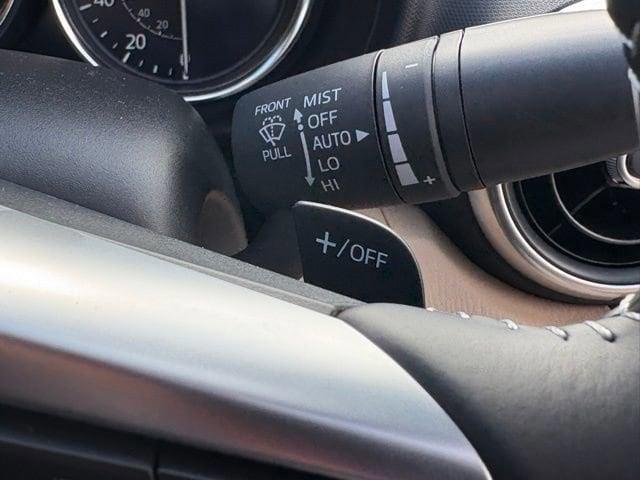 40
20
40
20
FRONT
PULL
MIST
OFF
AUTO
LO
HI
−
+
+/OFF